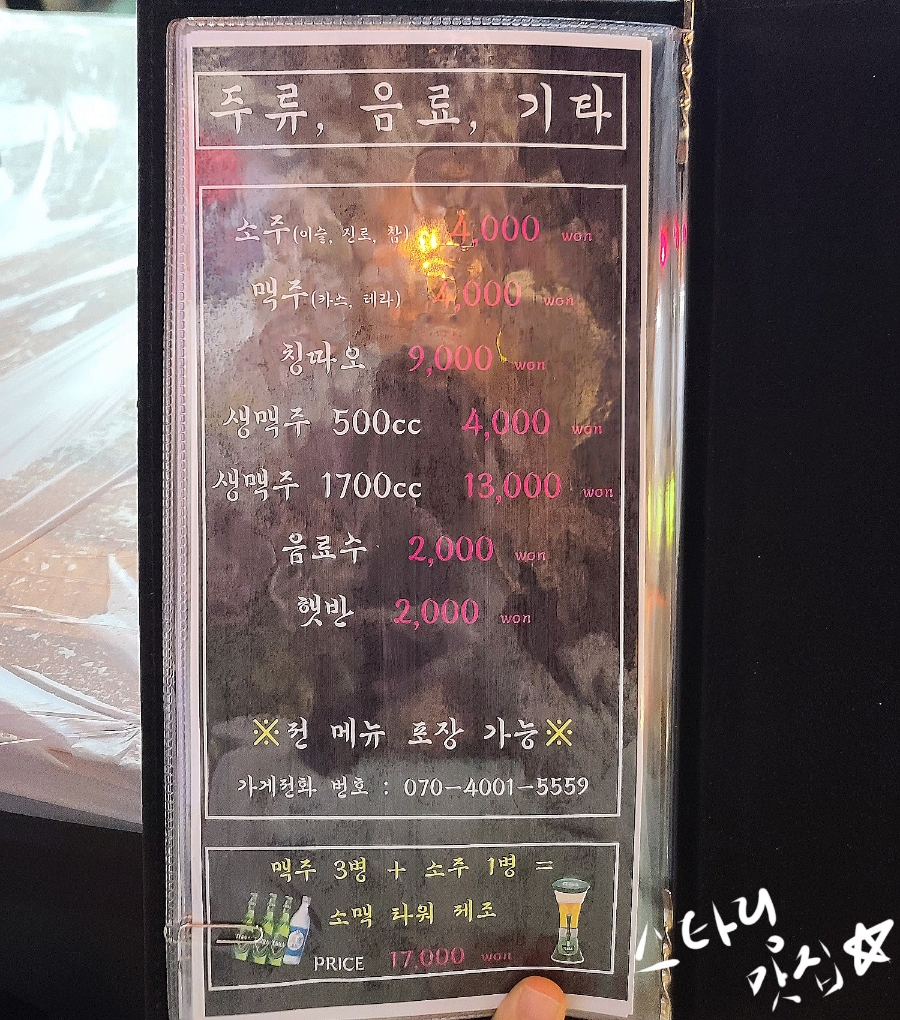 주류, 음료, 기타
소주(이슬, 진로, 참) 4,000 won
맥주(카스, 테라) 4,000 won
칭따오 9,000 won
생맥주 500cc 4,000 won
생맥주 1700cc 13,000 won
음료수 2,000 won
햇반 2,000 won
※전 메뉴 포장 가능※
가게전화 번호 : 070-4001-5559
맥주 3병 + 소주 1병 =
소맥 타워 제조
PRICE 17,000 won
스타링
맛집☆